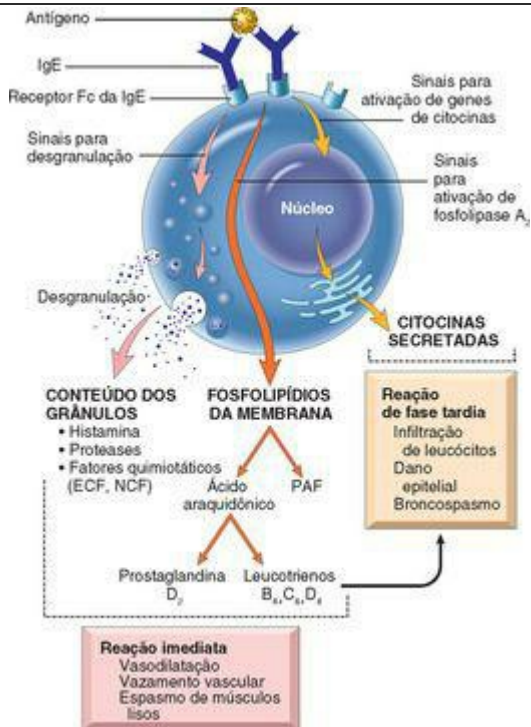 Antígeno
IgE
Receptor Fc da IgE
Sinais para
ativação de genes
de citocinas
Sinais para
desgranulação
Sinais
para
ativação de
fosfolipase A₂
Núcleo
Desgranulação
CITOCINAS
SECRETADAS
CONTEÚDO DOS
GRÂNULOS
• Histamina
• Proteases
• Fatores quimiotáticos
(ECF, NCF)
FOSFOLIPÍDIOS
DA MEMBRANA
Ácido
araquidônico
PAF
Prostaglandina
D₂
Leucotrienos
B₄,C₄,D₄
Reação
de fase tardia
Infiltração
de leucócitos
Dano
epitelial
Broncospasmo
Reação imediata
Vasodilatação
Vazamento vascular
Espasmo de músculos
lisos